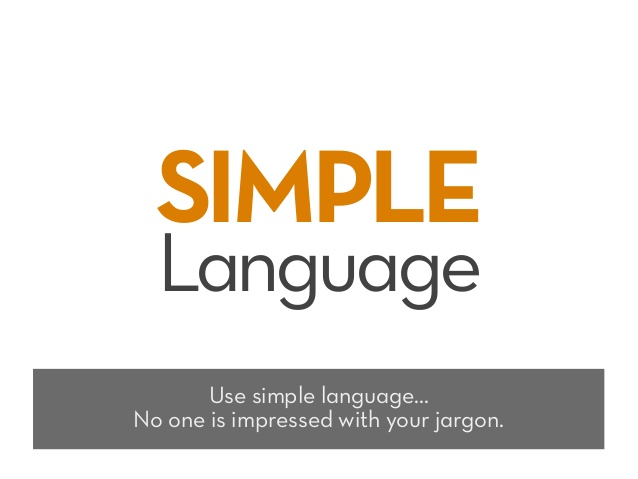 SIMPLE
Language
Use simple language...
No one is impressed with your jargon.